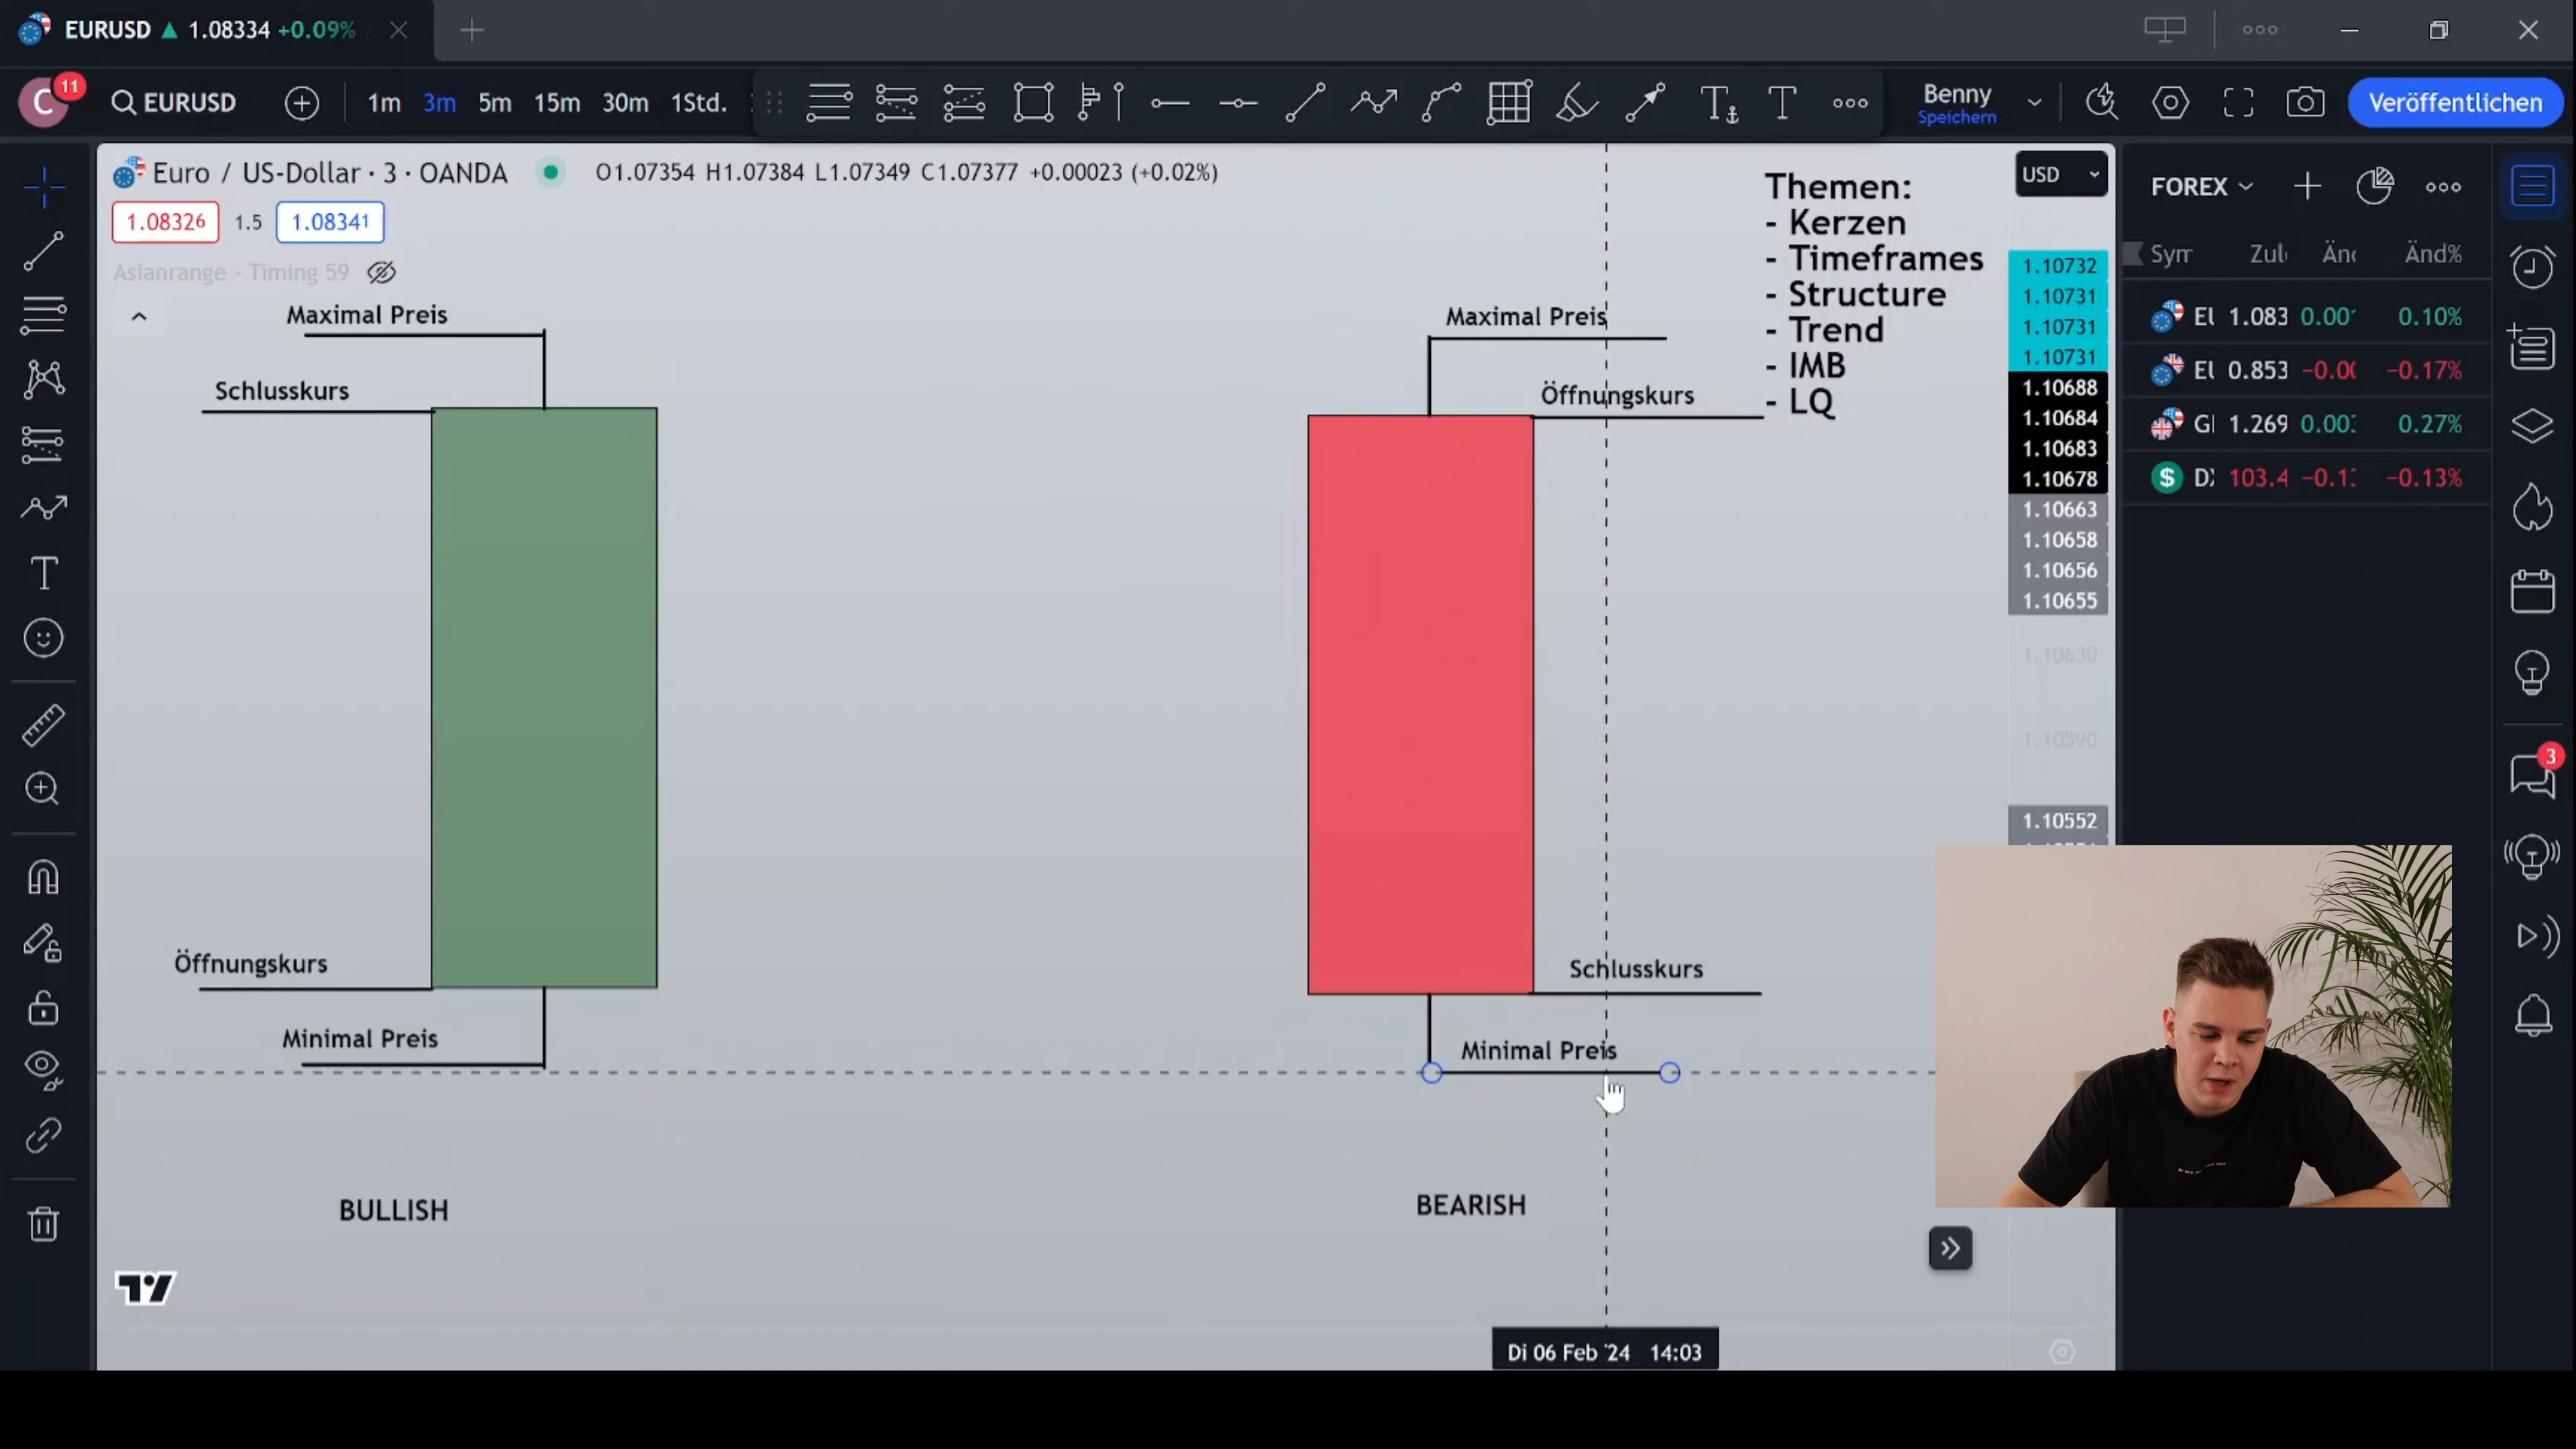 EURUSD ▲ 1.08334 +0.09% /
C 11 EURUSD 1m 3m 5m 15m 30m 1Std. Benny Speichern Veröffentlichen
Euro / US-Dollar · 3 · OANDA O1.07354 H1.07384 L1.07349 C1.07377 +0.00023 (+0.02%)
1.08326 1.5 1.08341
Asianrange - Timing 59
Themen:
- Kerzen
- Timeframes
- Structure
- Trend
- IMB
- LQ
Maximal Preis
Schlusskurs
Öffnungskurs
Minimal Preis
BULLISH
Maximal Preis
Öffnungskurs
Schlusskurs
Minimal Preis
BEARISH
Di 06 Feb '24 14:03
USD
1.10732
1.10731
1.10731
1.10731
1.10688
1.10684
1.10683
1.10678
1.10663
1.10658
1.10656
1.10655
1.10630
1.10590
1.10552
FOREX
Sym Zul Änd%
1.083 0.10%
0.853 −0.17%
1.269 0.27%
103.4 −0.13%
3